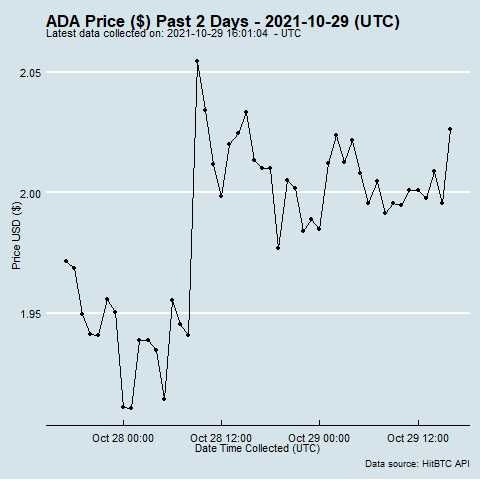 ADA Price ($) Past 2 Days - 2021-10-29 (UTC)
Latest data collected on: 2021-10-29 16:01:04  - UTC
2.05
2.00
1.95
Price USD ($)
Oct 28 00:00
Oct 28 12:00
Oct 29 00:00
Oct 29 12:00
Date Time Collected (UTC)
Data source: HitBTC API